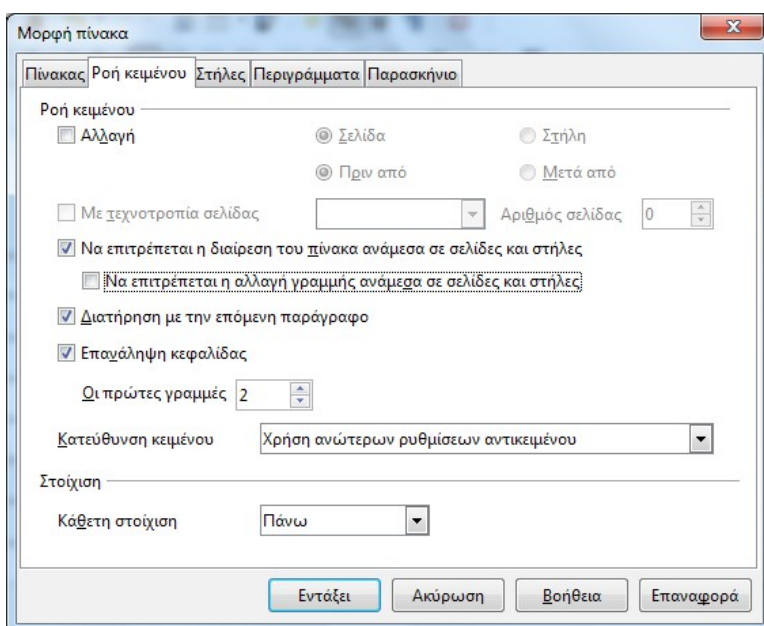 Μορφή πίνακα
Πίνακας Ροή κειμένου Στήλες Περιγράμματα Παρασκήνιο
Ροή κειμένου
Αλλαγή Σελίδα Στήλη
Πριν από Μετά από
Με τεχνοτροπία σελίδας Αριθμός σελίδας 0
Να επιτρέπεται η διαίρεση του πίνακα ανάμεσα σε σελίδες και στήλες
Να επιτρέπεται η αλλαγή γραμμής ανάμεσα σε σελίδες και στήλες
Διατήρηση με την επόμενη παράγραφο
Επανάληψη κεφαλίδας
Οι πρώτες γραμμές 2
Κατεύθυνση κειμένου Χρήση ανώτερων ρυθμίσεων αντικειμένου
Στοίχιση
Κάθετη στοίχιση Πάνω
Εντάξει Ακύρωση Βοήθεια Επαναφορά